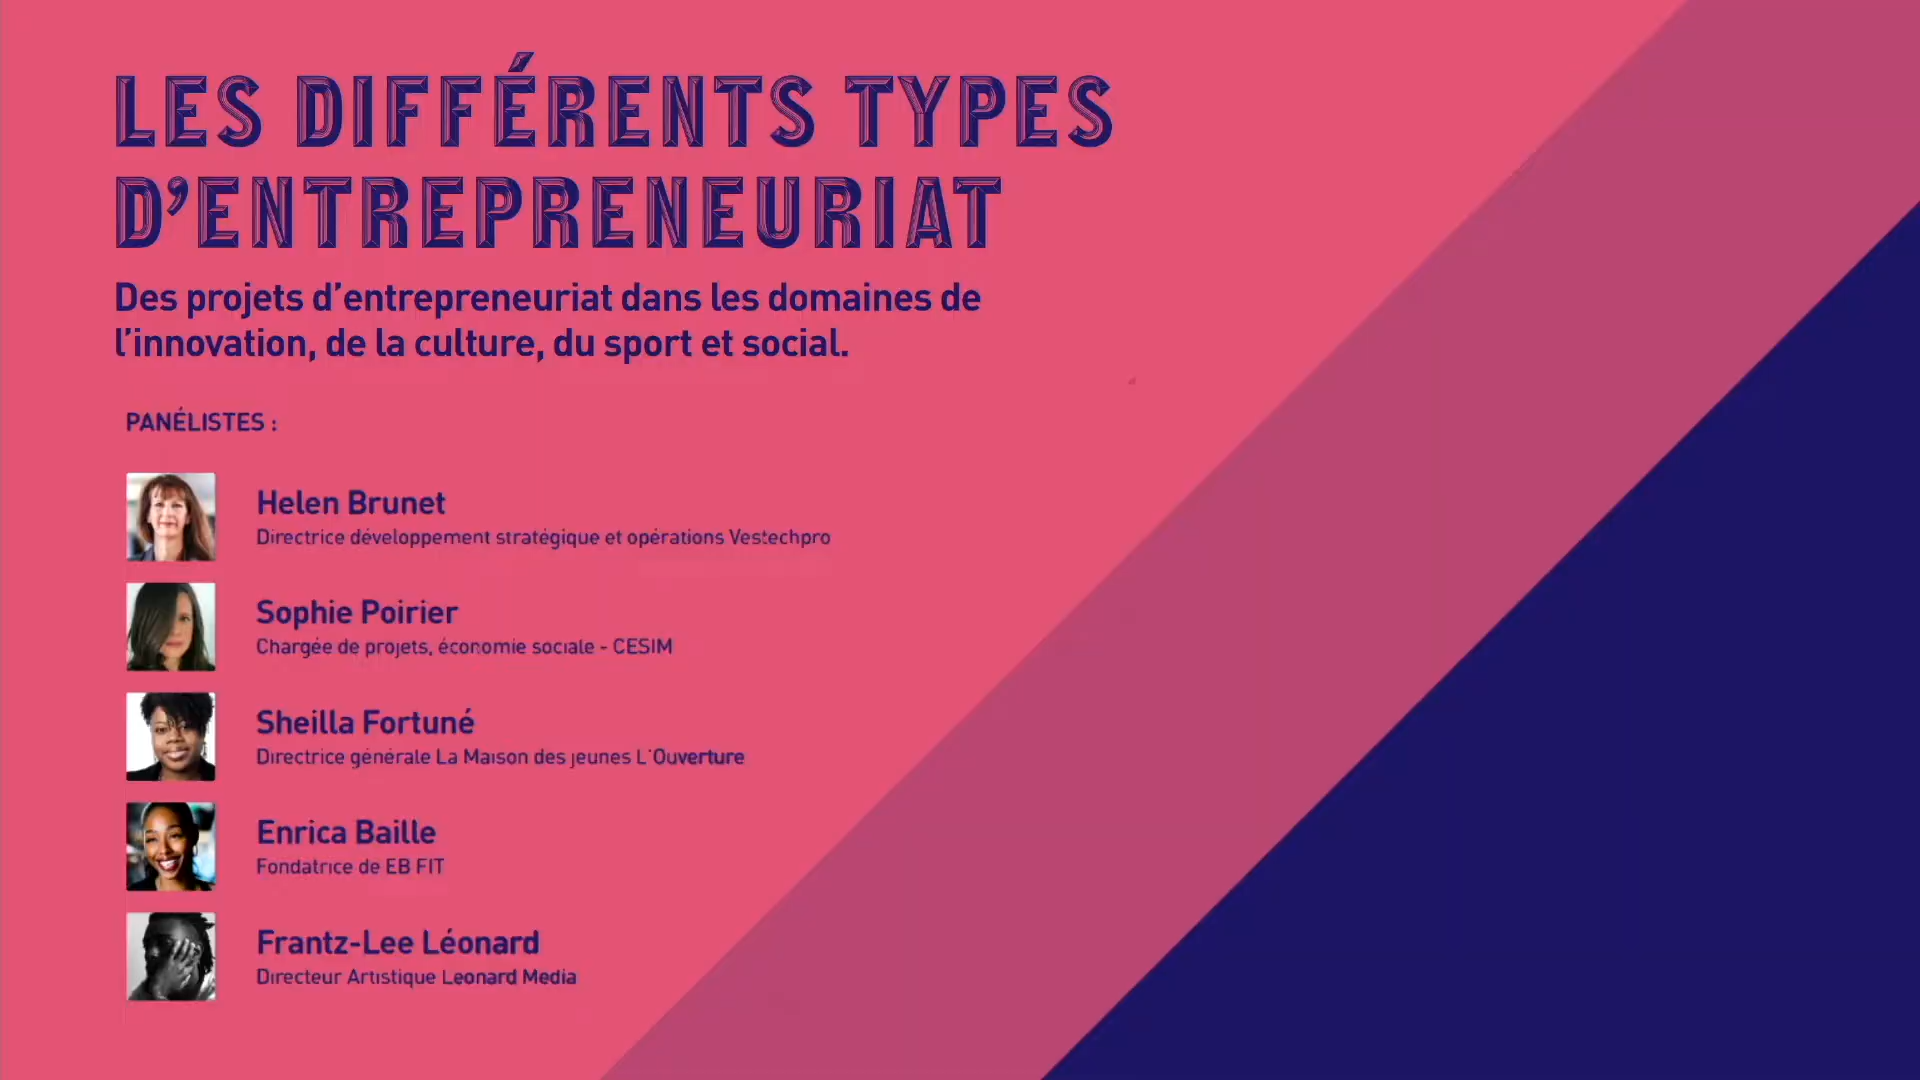 LES DIFFÉRENTS TYPES
D’ENTREPRENEURIAT
Des projets d’entrepreneuriat dans les domaines de
l’innovation, de la culture, du sport et social.
PANÉLISTES :
Helen Brunet
Directrice développement stratégique et opérations Vestechpro
Sophie Poirier
Chargée de projets, économie sociale - CESIM
Sheilla Fortuné
Directrice générale La Maison des jeunes L'Ouverture
Enrica Baille
Fondatrice de EB FIT
Frantz-Lee Léonard
Directeur Artistique Leonard Media